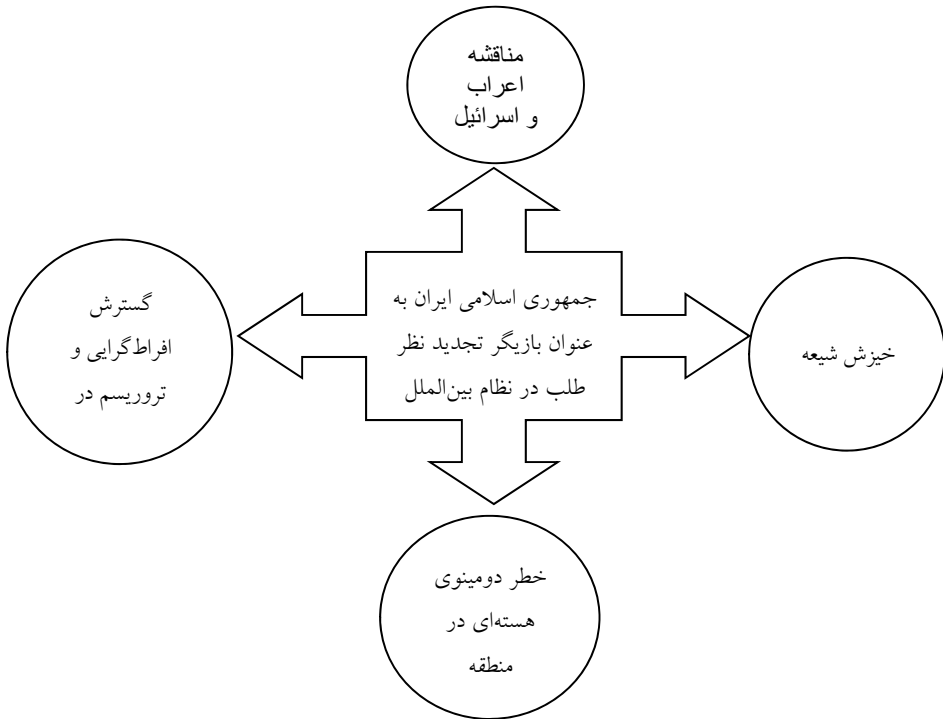 مناقشه
اعراب
و اسرائیل
جمهوری اسلامی ایران به
عنوان بازیگر تجدید نظر
طلب در نظام بین‌الملل
خیزش شیعه
گسترش
افراط‌گرایی و
تروریسم در
خطر دومینوی
هسته‌ای در
منطقه